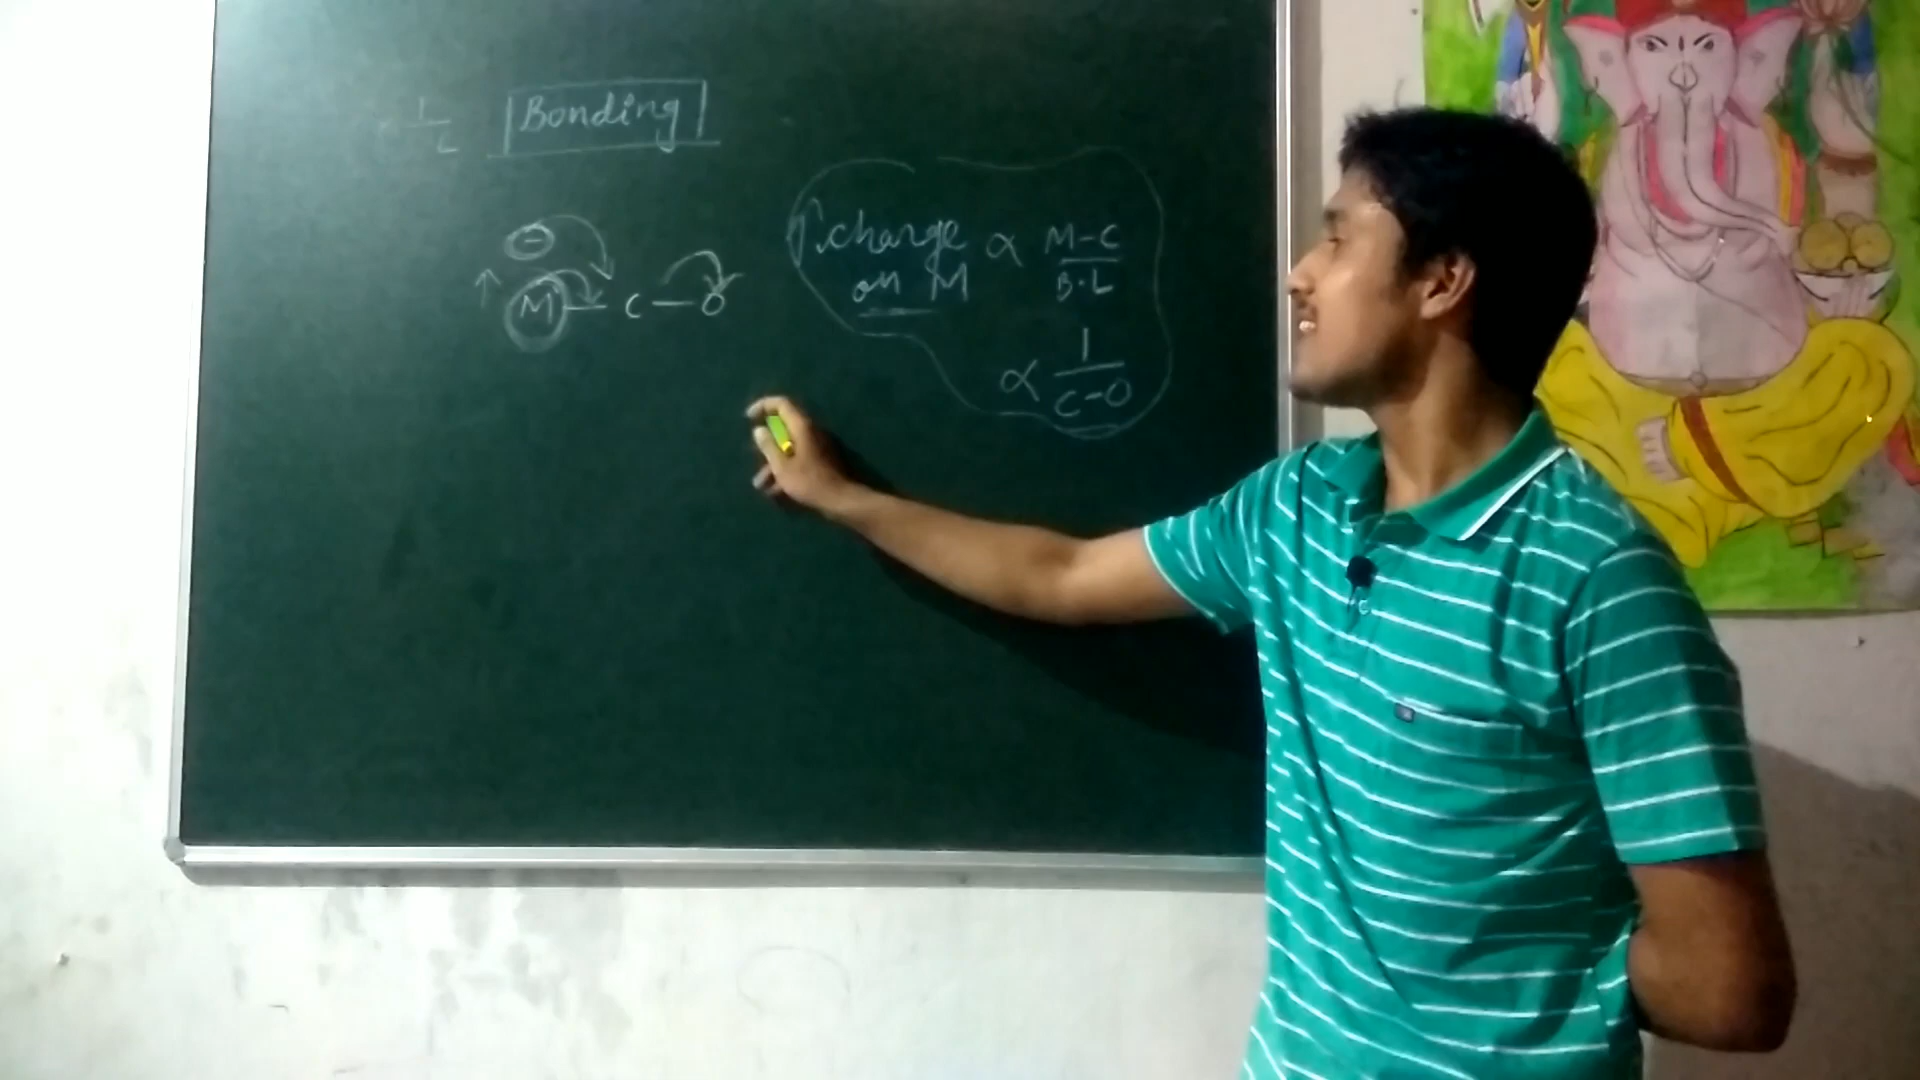 Bonding
↑ charge ∝ M-C
on M B.L
∝ 1
C-O
⊖
↑ M — C — O